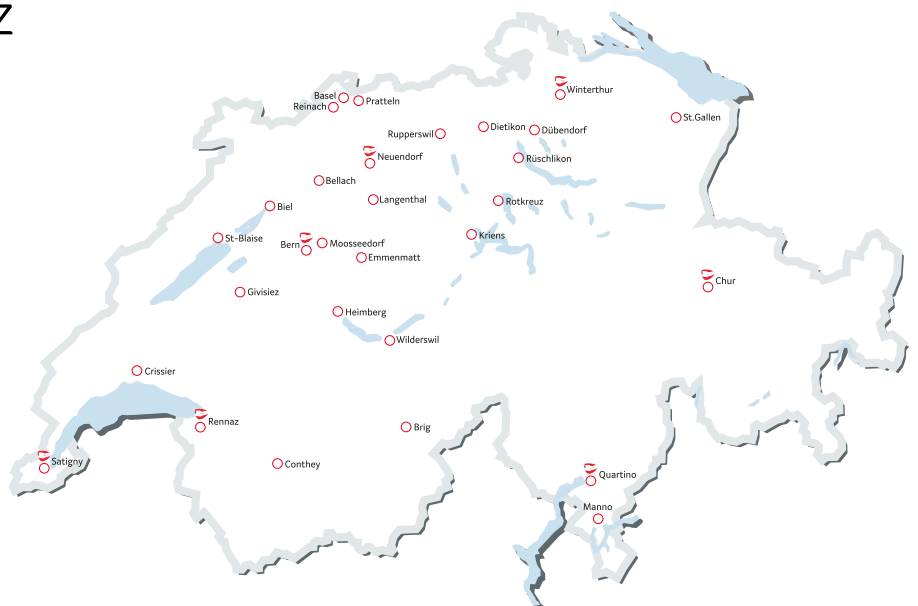 Z
Winterthur
Basel
Pratteln
Reinach
St.Gallen
Dietikon
Dübendorf
Rupperswil
Neuendorf
Rüschlikon
Bellach
Langenthal
Rotkreuz
Biel
St-Blaise
Kriens
Bern
Moosseedorf
Emmenmatt
Chur
Givisiez
Heimberg
Wilderswil
Crissier
Rennaz
Brig
Satigny
Conthey
Quartino
Manno